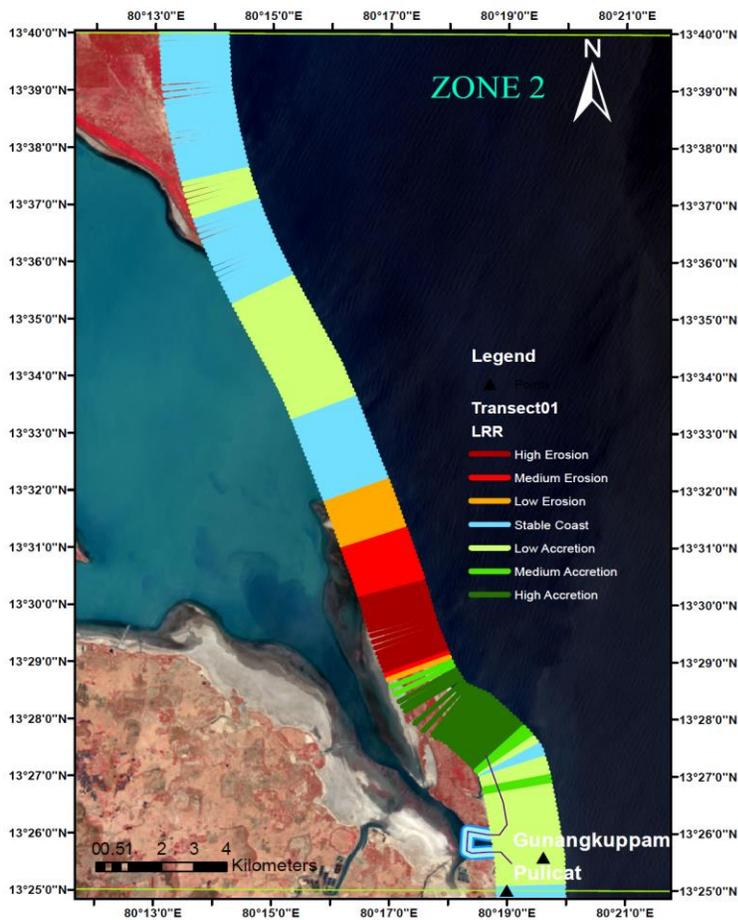 80°13'0"E 80°15'0"E 80°17'0"E 80°19'0"E 80°21'0"E
13°40'0"N 13°40'0"N
N
ZONE 2
13°39'0"N 13°39'0"N
13°38'0"N 13°38'0"N
13°37'0"N 13°37'0"N
13°36'0"N 13°36'0"N
13°35'0"N 13°35'0"N
Legend
13°34'0"N 13°34'0"N
Points
Transect01
13°33'0"N 13°33'0"N
LRR
High Erosion
Medium Erosion
13°32'0"N 13°32'0"N
Low Erosion
Stable Coast
13°31'0"N 13°31'0"N
Low Accretion
Medium Accretion
13°30'0"N 13°30'0"N
High Accretion
13°29'0"N 13°29'0"N
13°28'0"N 13°28'0"N
13°27'0"N 13°27'0"N
13°26'0"N 13°26'0"N
Gunangkuppam
00.51 2 3 4
Kilometers
Pulicat
13°25'0"N 13°25'0"N
80°13'0"E 80°15'0"E 80°17'0"E 80°19'0"E 80°21'0"E